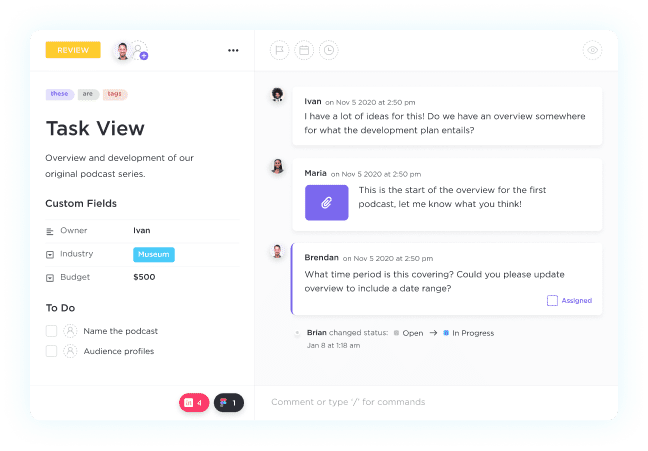 REVIEW
these are tags
Task View
Overview and development of our
original podcast series.
Custom Fields
Owner Ivan
Industry Museum
Budget $500
To Do
Name the podcast
Audience profiles
4 1
Ivan on Nov 5 2020 at 2:50 pm
I have a lot of ideas for this! Do we have an overview somewhere
for what the development plan entails?
Maria on Nov 5 2020 at 2:50 pm
This is the start of the overview for the first
podcast, let me know what you think!
Brendan on Nov 5 2020 at 2:50 pm
What time period is this covering? Could you please update
overview to include a date range?
Assigned
Brian changed status: Open → In Progress
Jan 8 at 1:18 am
Comment or type '/' for commands